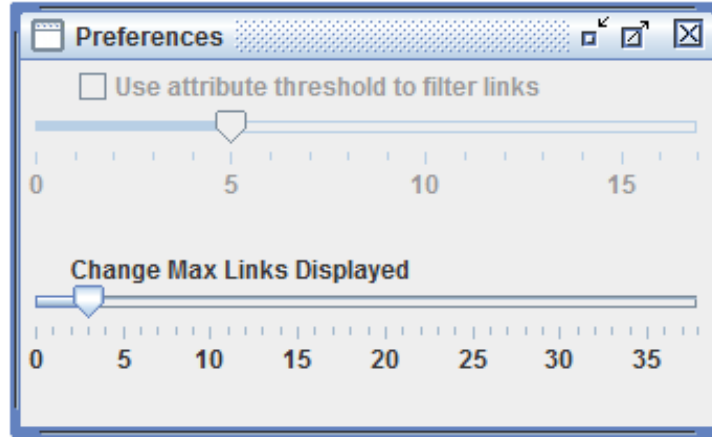 Preferences
Use attribute threshold to filter links
0 5 10 15
Change Max Links Displayed
0 5 10 15 20 25 30 35